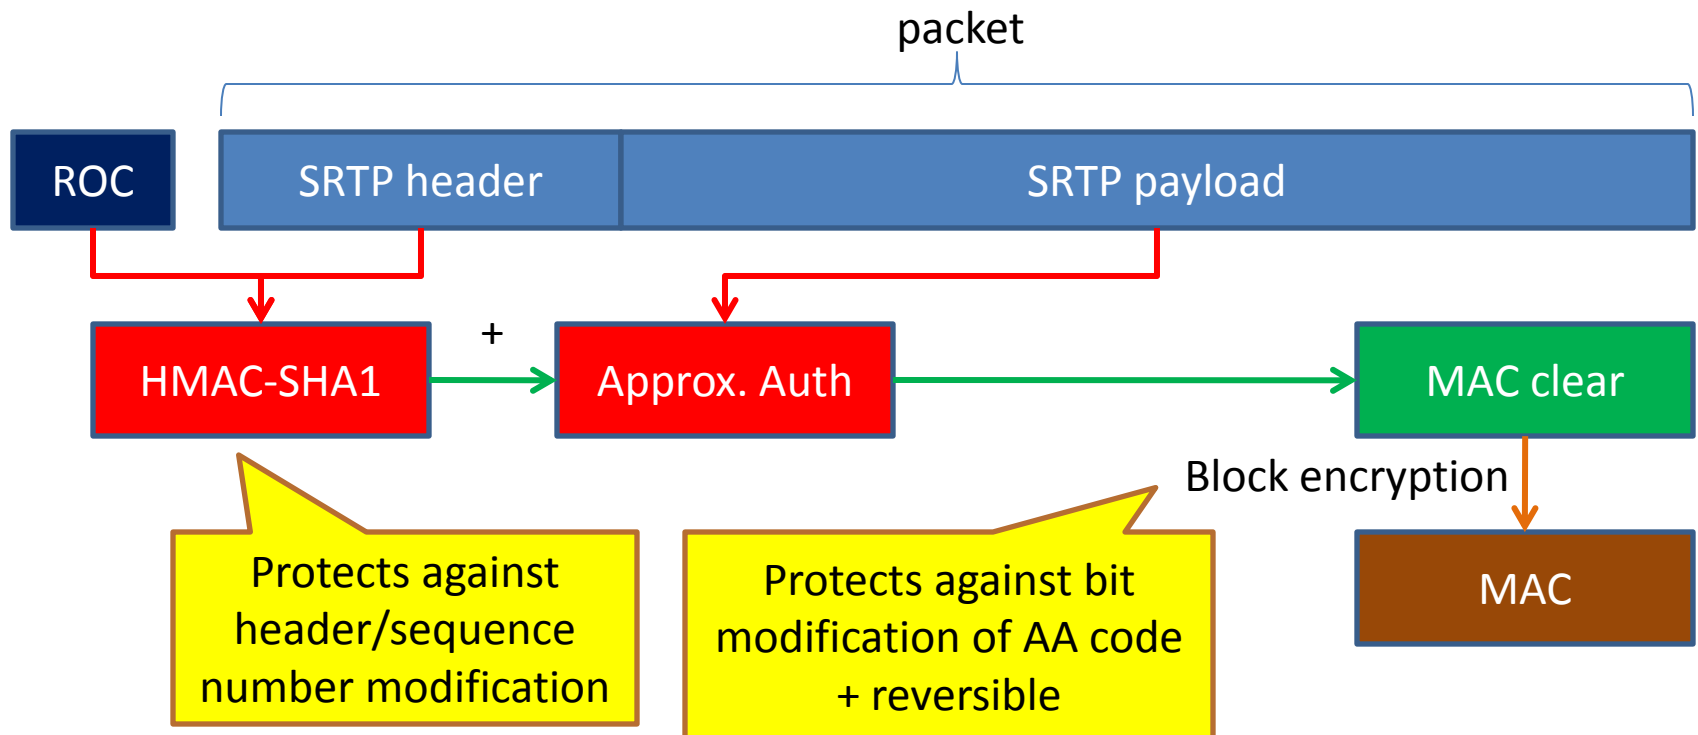 packet
ROC
SRTP header
SRTP payload
HMAC-SHA1
+
Approx. Auth
MAC clear
Block encryption
Protects against
header/sequence
number modification
Protects against bit
modification of AA code
+ reversible
MAC